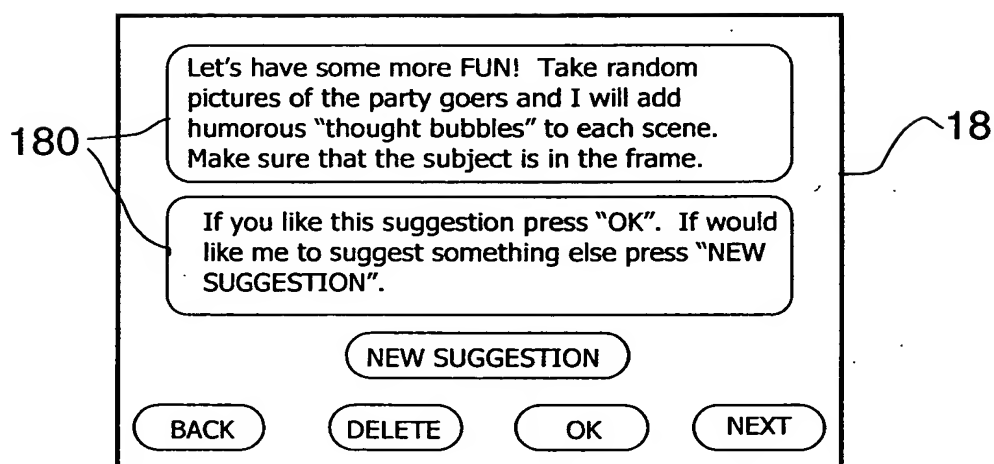 Let's have some more FUN! Take random
pictures of the party goers and I will add
humorous “thought bubbles” to each scene.
Make sure that the subject is in the frame.
180
18
If you like this suggestion press “OK”. If would
like me to suggest something else press “NEW
SUGGESTION”.
NEW SUGGESTION
BACK DELETE OK NEXT